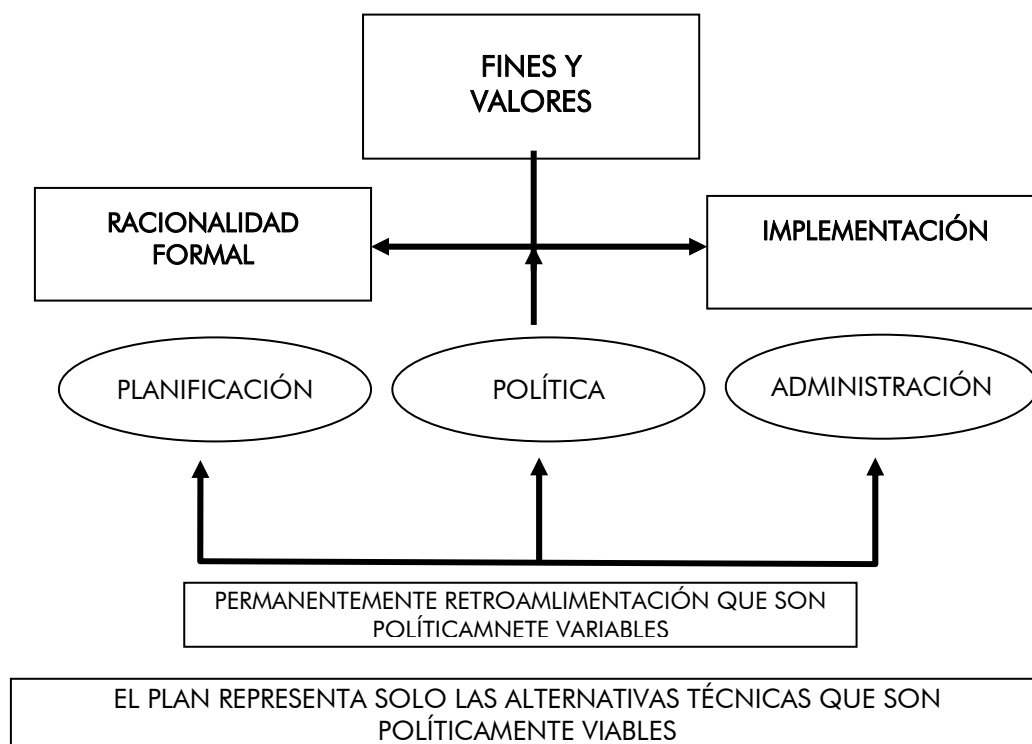 FINES Y
VALORES
RACIONALIDAD
FORMAL
IMPLEMENTACIÓN
PLANIFICACIÓN
POLÍTICA
ADMINISTRACIÓN
PERMANENTEMENTE RETROAMLIMENTACIÓN QUE SON
POLÍTICAMNETE VARIABLES
EL PLAN REPRESENTA SOLO LAS ALTERNATIVAS TÉCNICAS QUE SON
POLÍTICAMENTE VIABLES